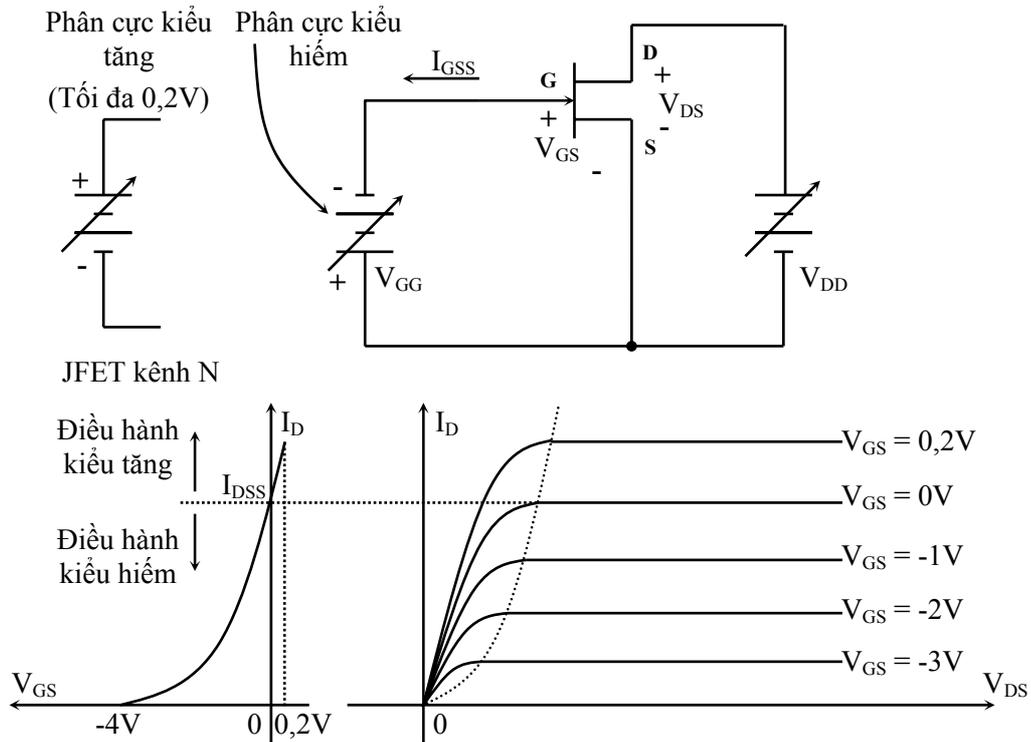 Phân cực kiểu
tăng
(Tối đa 0,2V)
Phân cực kiểu
hiếm
I_GSS
G
D
+
V_DS
-
S
+
V_GS
-
+
-
-
+
V_GG
V_DD
JFET kênh N
Điều hành
kiểu tăng
I_D
I_DSS
Điều hành
kiểu hiếm
V_GS
-4V
0
0,2V
I_D
V_GS = 0,2V
V_GS = 0V
V_GS = -1V
V_GS = -2V
V_GS = -3V
V_DS
0